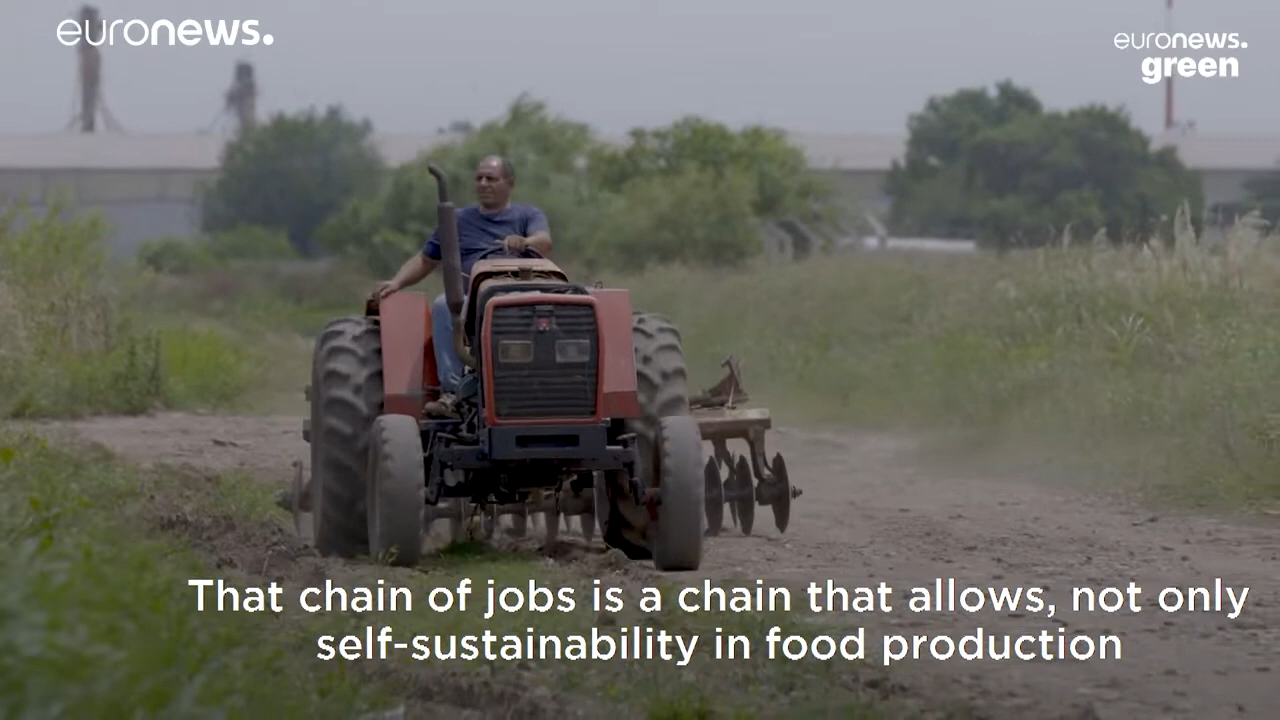 euronews.
euronews.
green
That chain of jobs is a chain that allows, not only
self-sustainability in food production